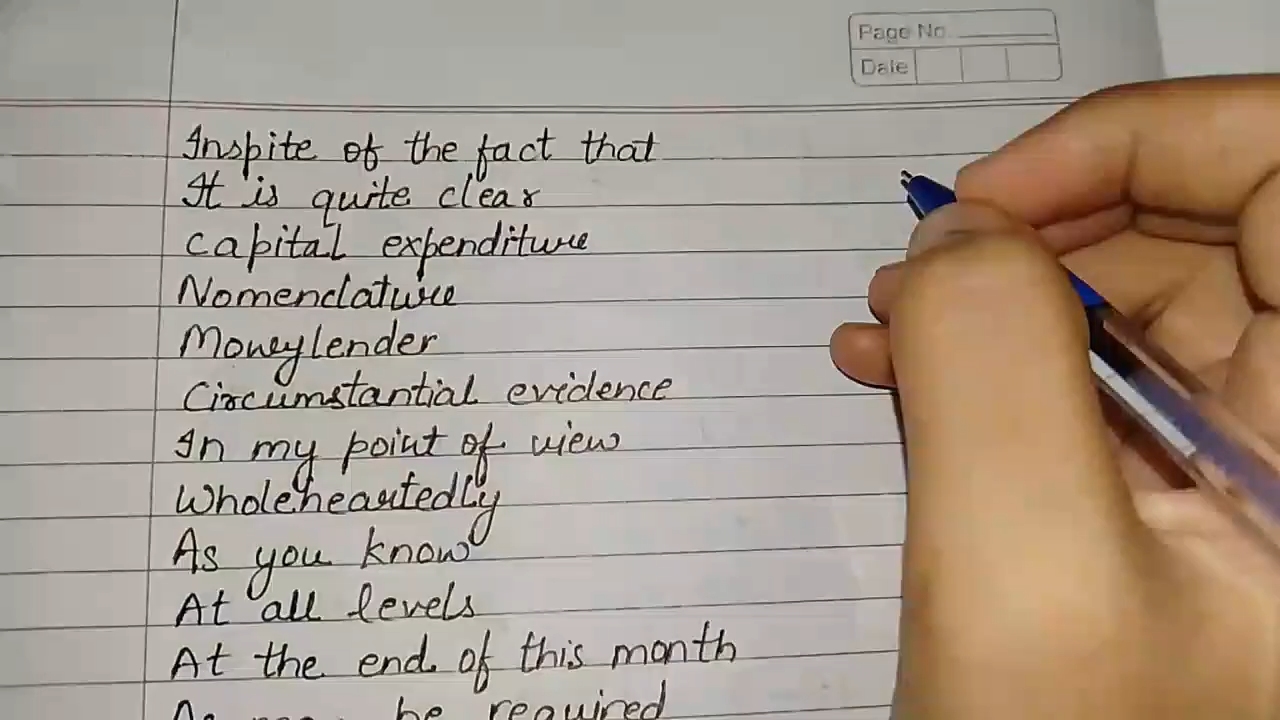 Page No.
Date
Inspite of the fact that
It is quite clear
Capital expenditure
Nomenclature
Moneylender
Circumstantial evidence
In my point of view
Wholeheartedly
As you know
At all levels
At the end of this month
be required